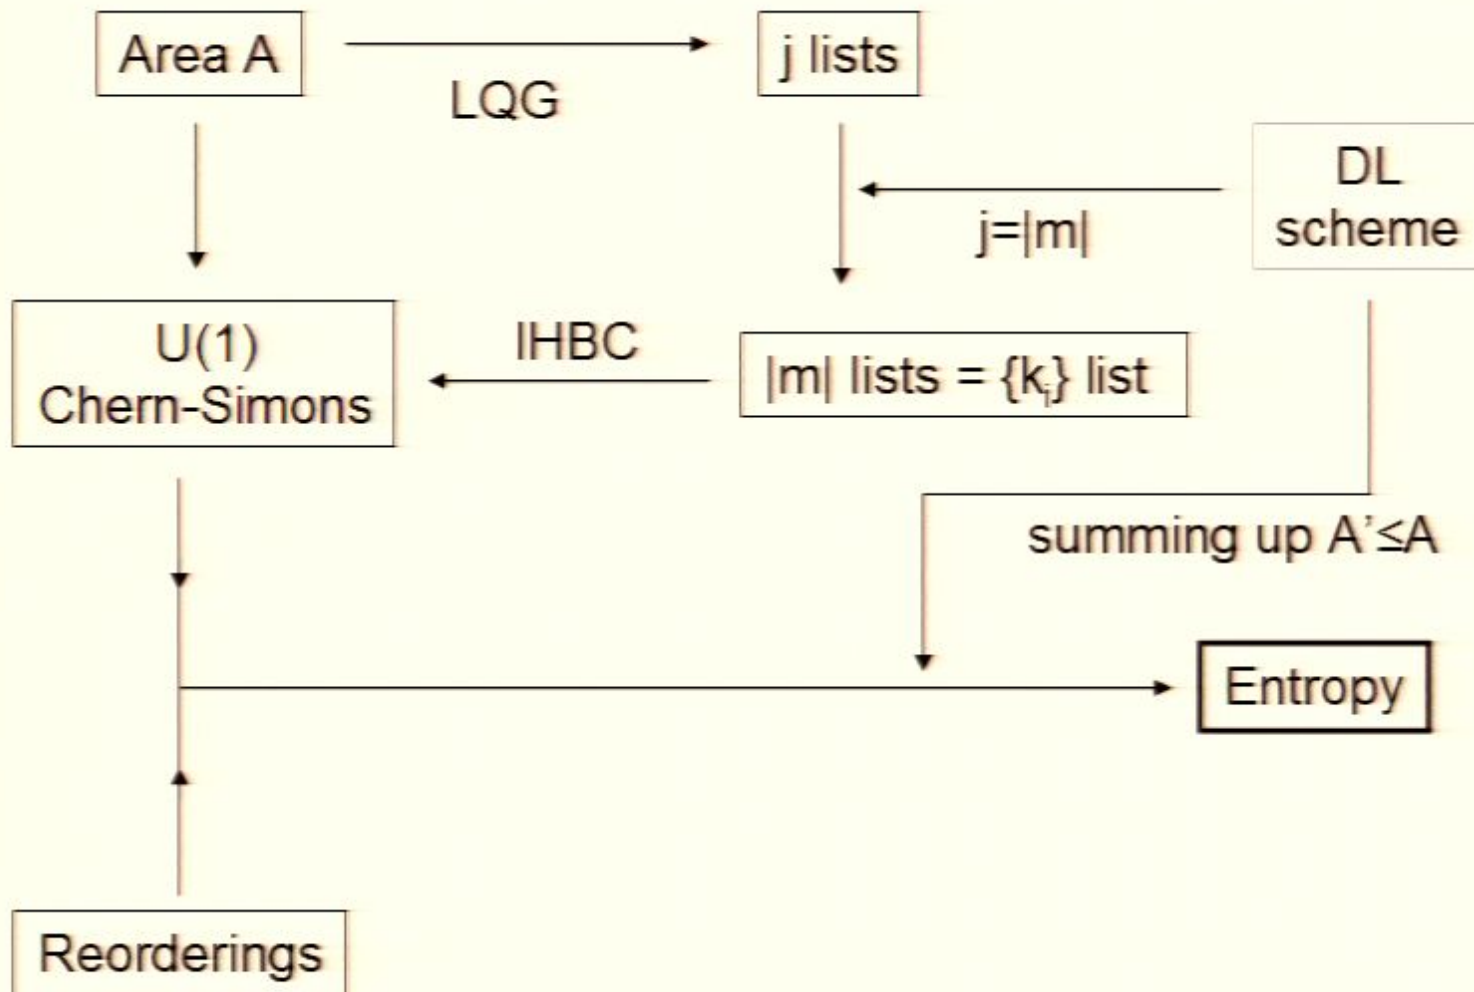 Area A
LQG
j lists
DL
scheme
j=|m|
U(1)
Chern-Simons
IHBC
|m| lists = {kᵢ} list
summing up A'≤A
Entropy
Reorderings